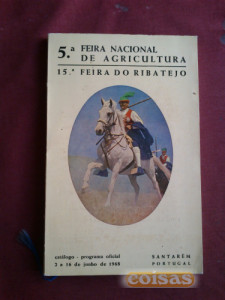 5.ª FEIRA NACIONAL
DE AGRICULTURA
15.ª FEIRA DO RIBATEJO
catálogo - programa oficial
2 a 16 de junho de 1968
SANTARÉM
PORTUGAL
coisas